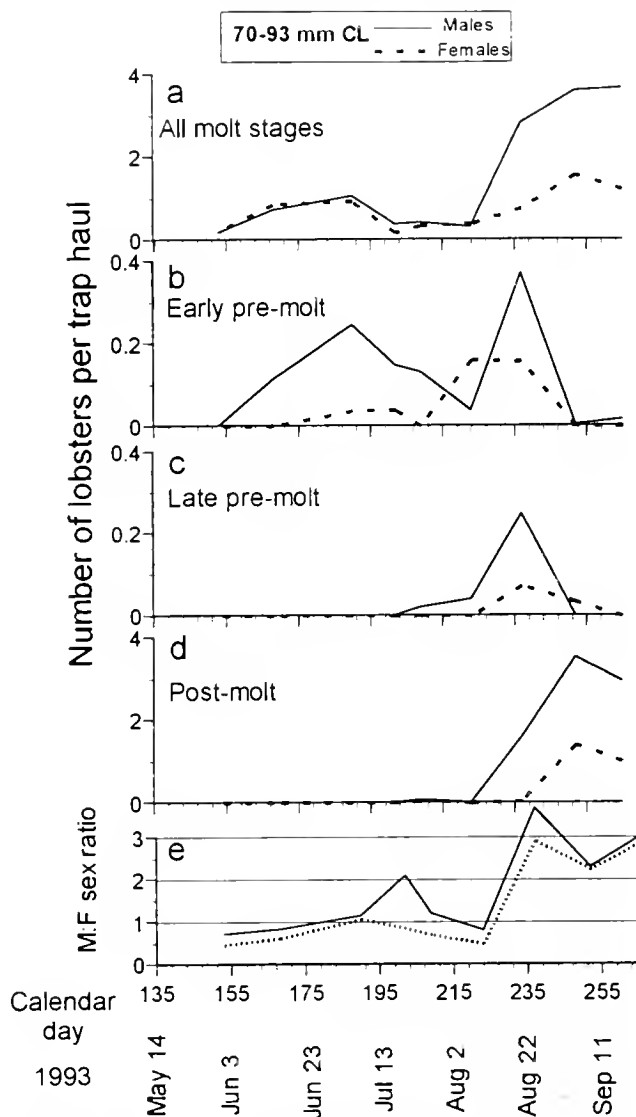 70-93 mm CL
Males
Females
Number of lobsters per trap haul
a
All molt stages
4
2
0
b
Early pre-molt
0.4
0.2
0
c
Late pre-molt
0.4
0.2
0
d
Post-molt
4
2
0
e
M:F sex ratio
3
2
1
0
Calendar day
135 155 175 195 215 235 255
1993
May 14
Jun 3
Jun 23
Jul 13
Aug 2
Aug 22
Sep 11